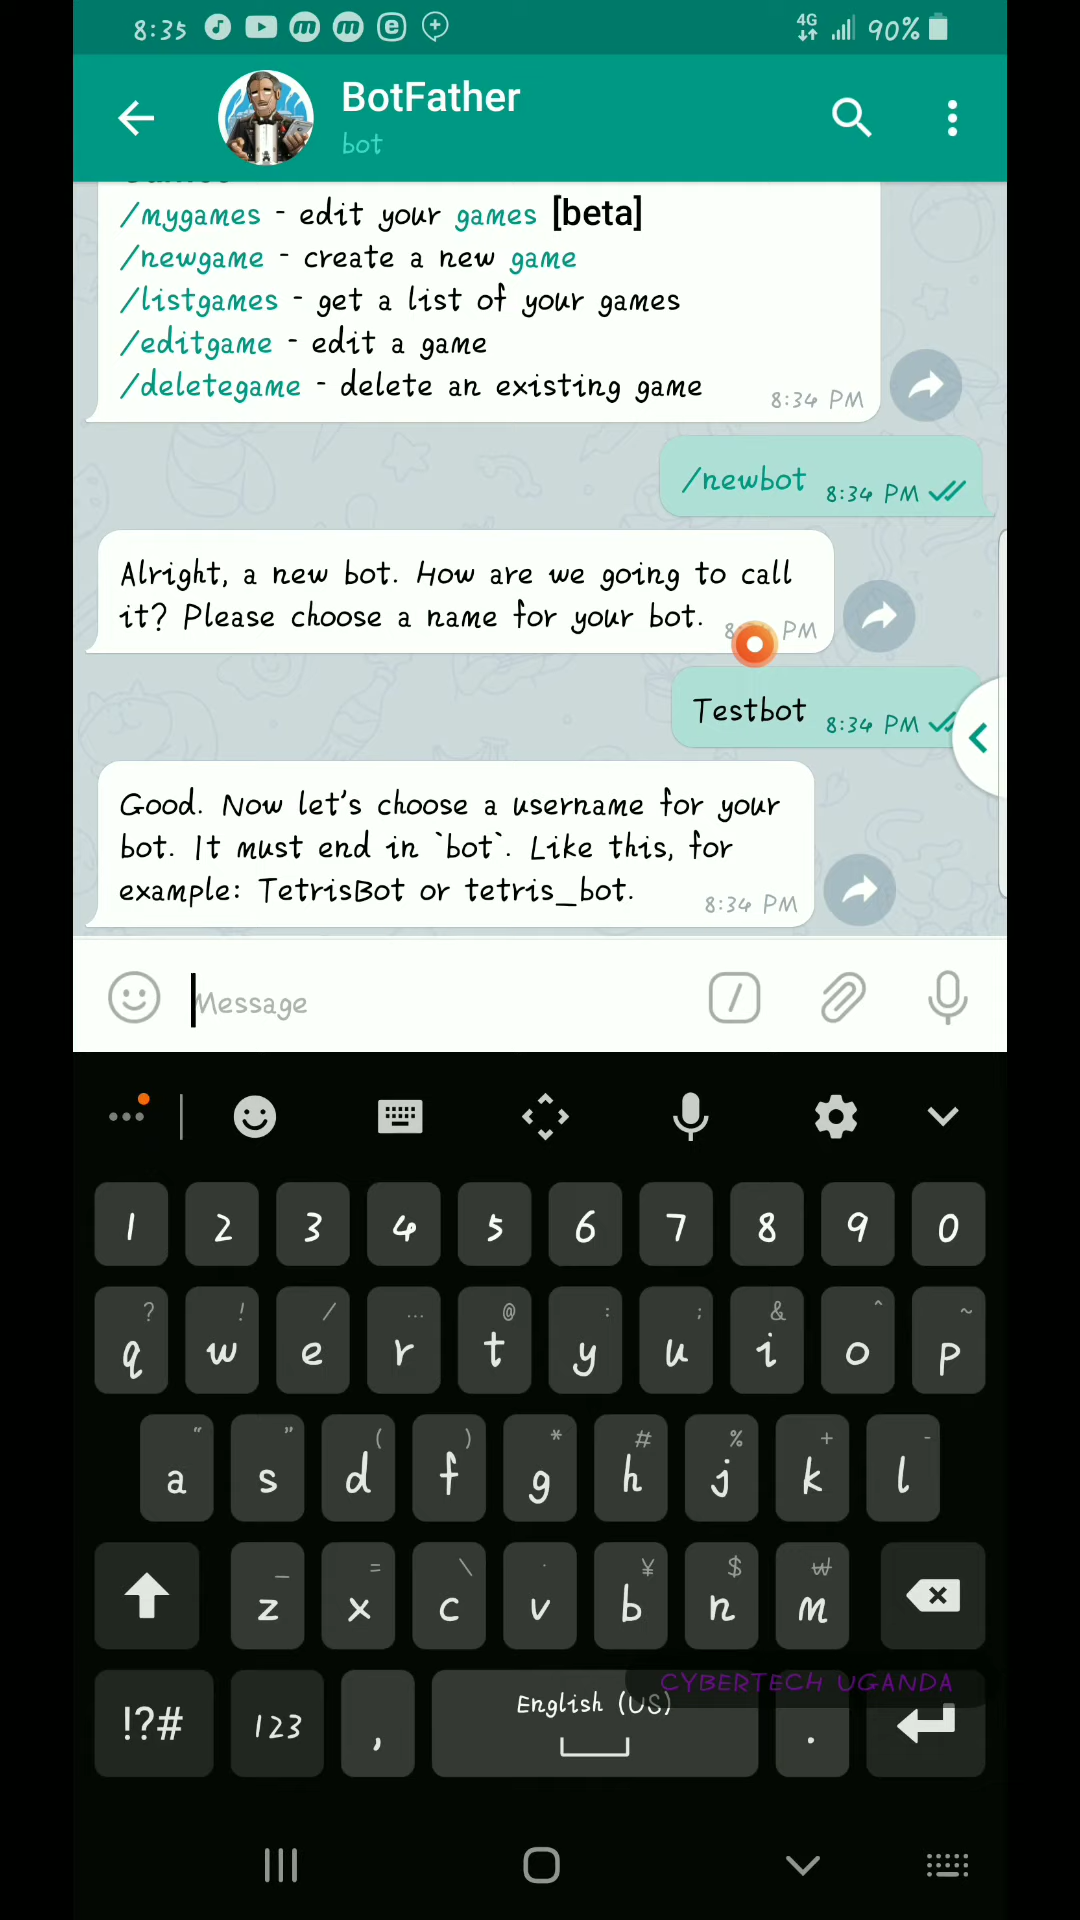 8:35 4G 90%
BotFather
bot
/mygames - edit your games [beta]
/newgame - create a new game
/listgames - get a list of your games
/editgame - edit a game
/deletegame - delete an existing game
8:34 PM
/newbot 8:34 PM
Alright, a new bot. How are we going to call
it? Please choose a name for your bot.
PM
Testbot 8:34 PM
Good. Now let's choose a username for your
bot. It must end in `bot`. Like this, for
example: TetrisBot or tetris_bot.
8:34 PM
Message
1 2 3 4 5 6 7 8 9 0
? ! / ... @ : ; & ^ ~
q w e r t y u i o p
" " ( ) * # % + -
a s d f g h j k l
_ = \ · ¥ $ ₩
z x c v b n m
CYBERTECH UGANDA
!?# 123 , English (US) .